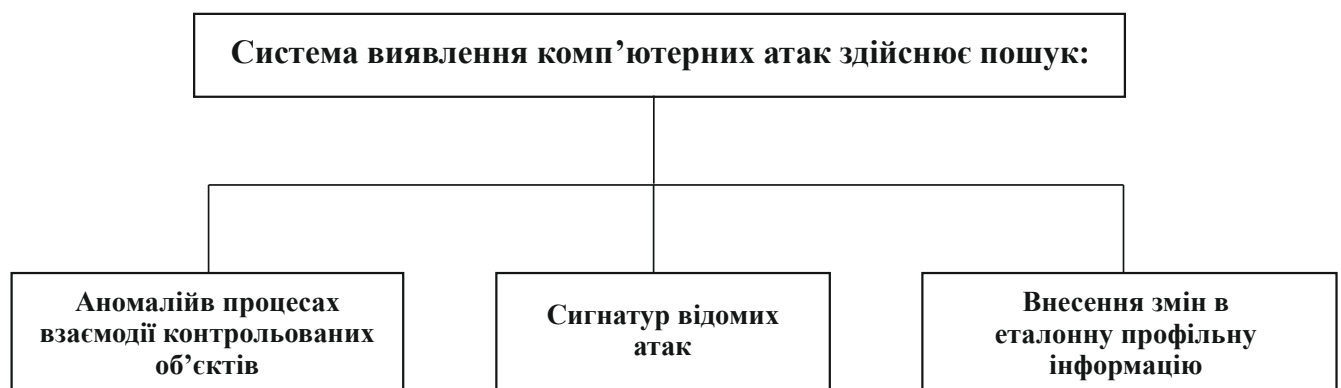 Система виявлення комп’ютерних атак здійснює пошук:
Аномалійв процесах
взаємодії контрольованих
об’єктів
Сигнатур відомих
атак
Внесення змін в
еталонну профільну
інформацію